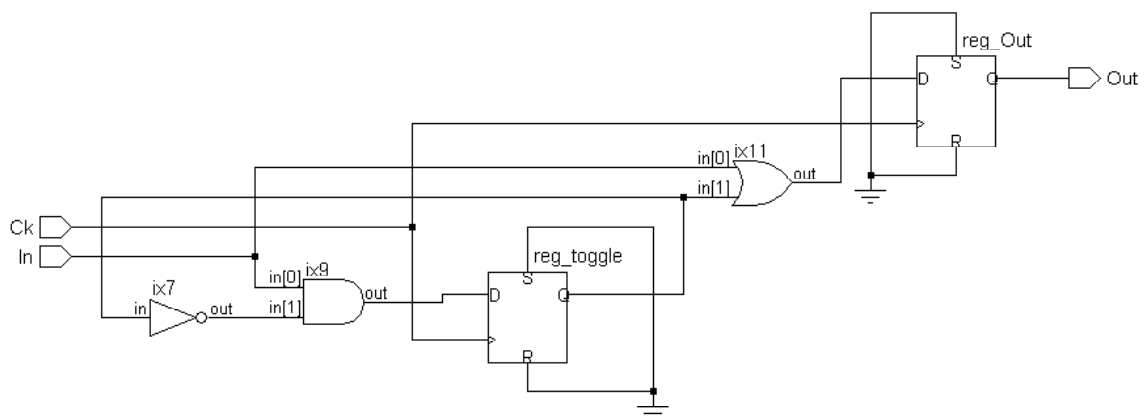 reg_Out
S
D
Q
Out
R
in[0]
ix11
out
in[1]
Ck
In
reg_toggle
S
in[0]
ix9
out
D
Q
ix7
in
out
in[1]
R